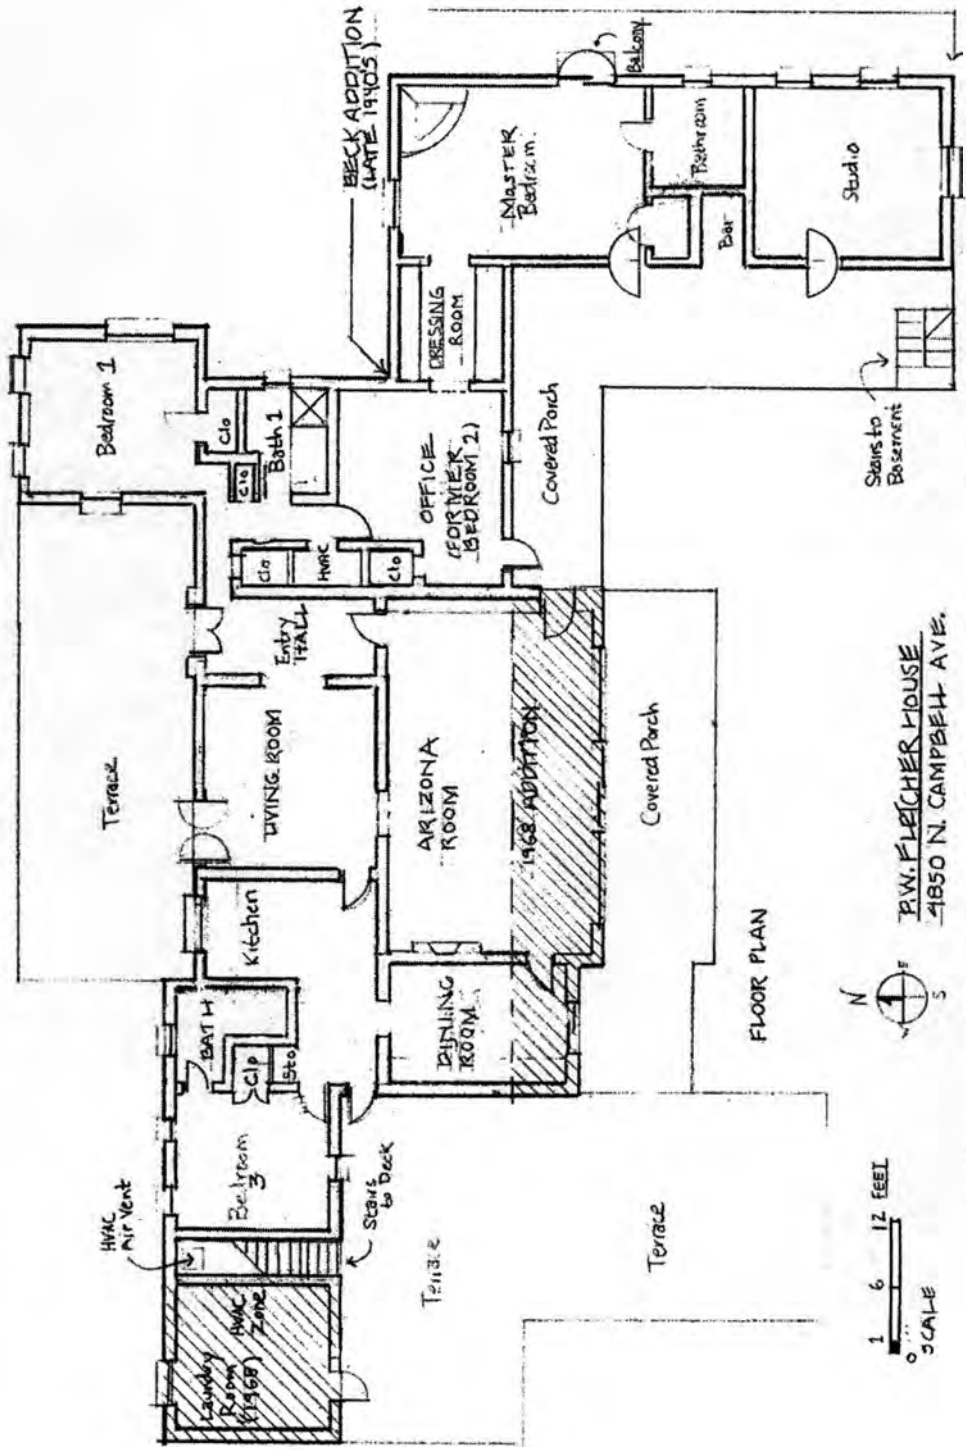 HVAC
Air Vent
Laundry
Room
(1968)
HVAC
Zone
Stairs
to Deck
Bedroom
3
BATH
Clo
Sto
Kitchen
DINING
ROOM
Terrace
LIVING ROOM
Entry
HALL
ARIZONA
ROOM
1968 ADDITION
Covered Porch
Terrace
Terrace
Bedroom 1
Clo
Clo
Bath 1
Clo
HVAC
Clo
OFFICE
(FORMER
BEDROOM 2)
BECK ADDITION
(LATE 1940'S)
DRESSING
ROOM
Master
Bedroom
Balcony
Bathroom
Bar
Studio
Covered Porch
Stairs to
Basement
1 6 12 FEET
0
SCALE
FLOOR PLAN
N
E
S
P.W. FLETCHER HOUSE
4850 N. CAMPBELL AVE.